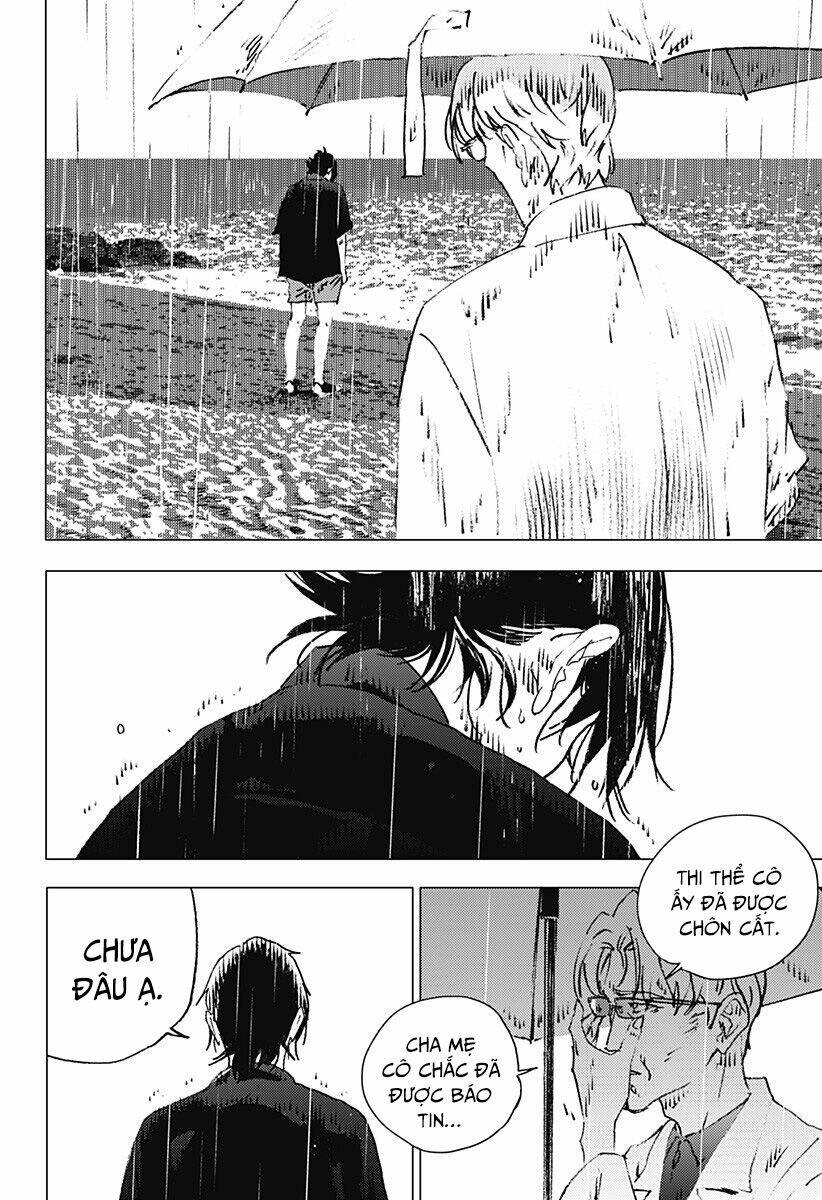 THI THỂ CÔ
ẤY ĐÃ ĐƯỢC
CHÔN CẤT.
CHA MẸ
CÔ CHẮC ĐÃ
ĐƯỢC BÁO
TIN...
CHƯA
ĐÂU Ạ.